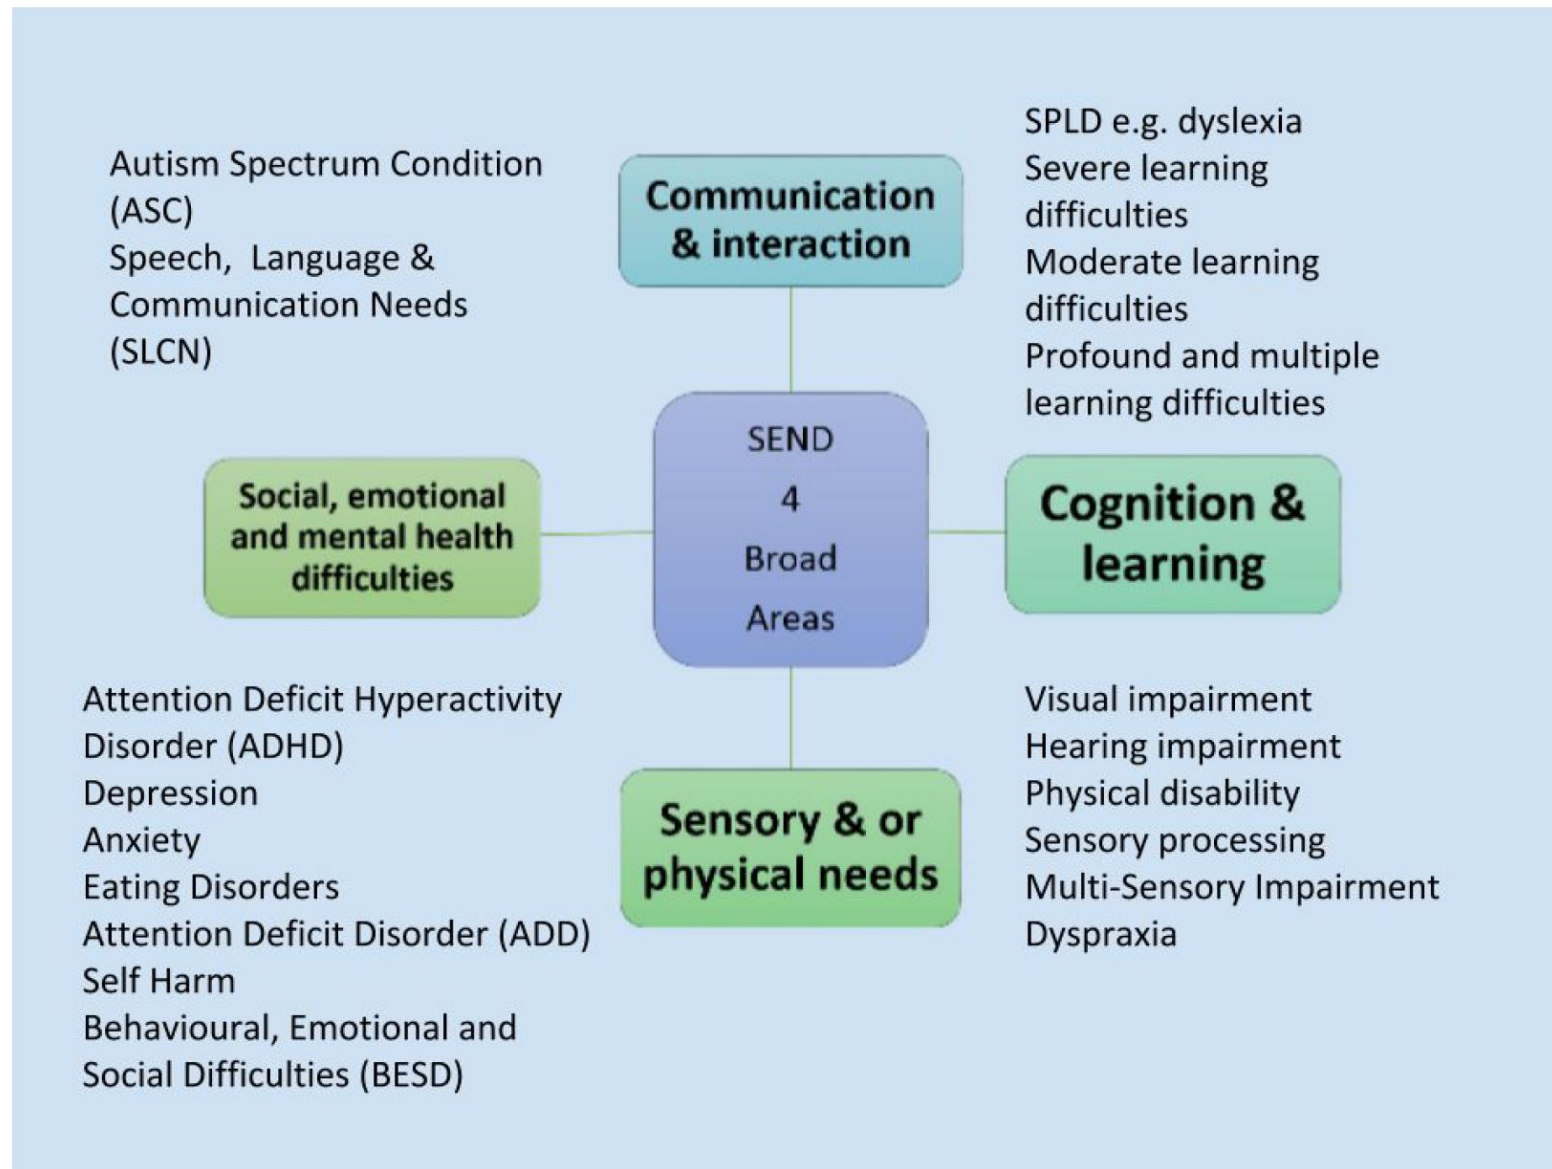 Autism Spectrum Condition
(ASC)
Speech, Language &
Communication Needs
(SLCN)
Communication
& interaction
SPLD e.g. dyslexia
Severe learning
difficulties
Moderate learning
difficulties
Profound and multiple
learning difficulties
Social, emotional
and mental health
difficulties
SEND
4
Broad
Areas
Cognition &
learning
Attention Deficit Hyperactivity
Disorder (ADHD)
Depression
Anxiety
Eating Disorders
Attention Deficit Disorder (ADD)
Self Harm
Behavioural, Emotional and
Social Difficulties (BESD)
Sensory & or
physical needs
Visual impairment
Hearing impairment
Physical disability
Sensory processing
Multi-Sensory Impairment
Dyspraxia